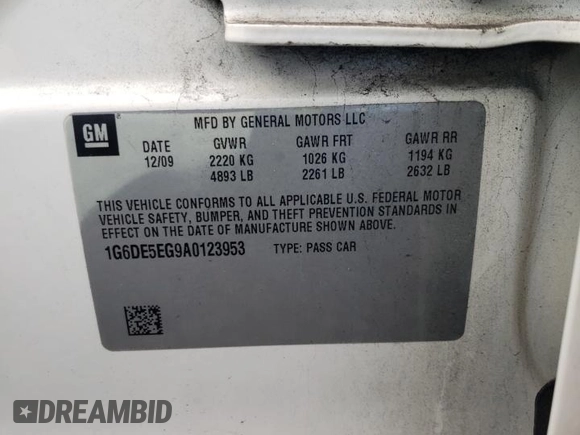 GM
MFD BY GENERAL MOTORS LLC
DATE GVWR GAWR FRT GAWR RR
12/09 2220 KG 1026 KG 1194 KG
4893 LB 2261 LB 2632 LB
THIS VEHICLE CONFORMS TO ALL APPLICABLE U.S. FEDERAL MOTOR
VEHICLE SAFETY, BUMPER, AND THEFT PREVENTION STANDARDS IN
EFFECT ON THE DATE OF MANUFACTURE SHOWN ABOVE.
1G6DE5EG9A0123953 TYPE: PASS CAR
DREAMBID